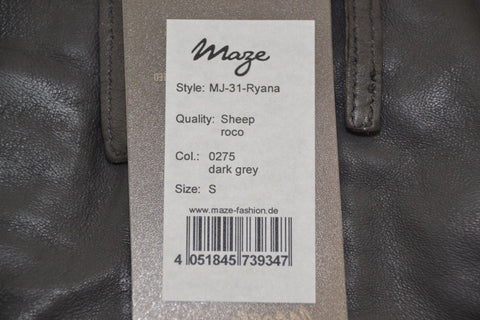 maze
Style: MJ-31-Ryana
Quality: Sheep
roco
Col.: 0275
dark grey
Size: S
www.maze-fashion.de
4 051845 739347